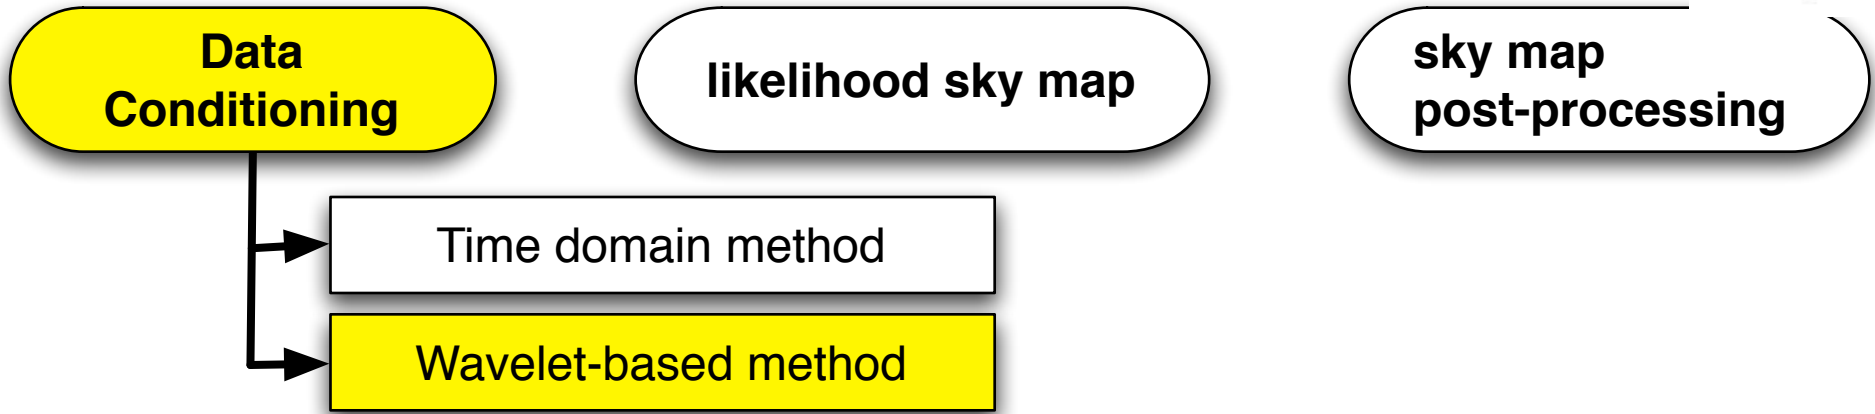 Data
Conditioning
likelihood sky map
sky map
post-processing
Time domain method
Wavelet-based method